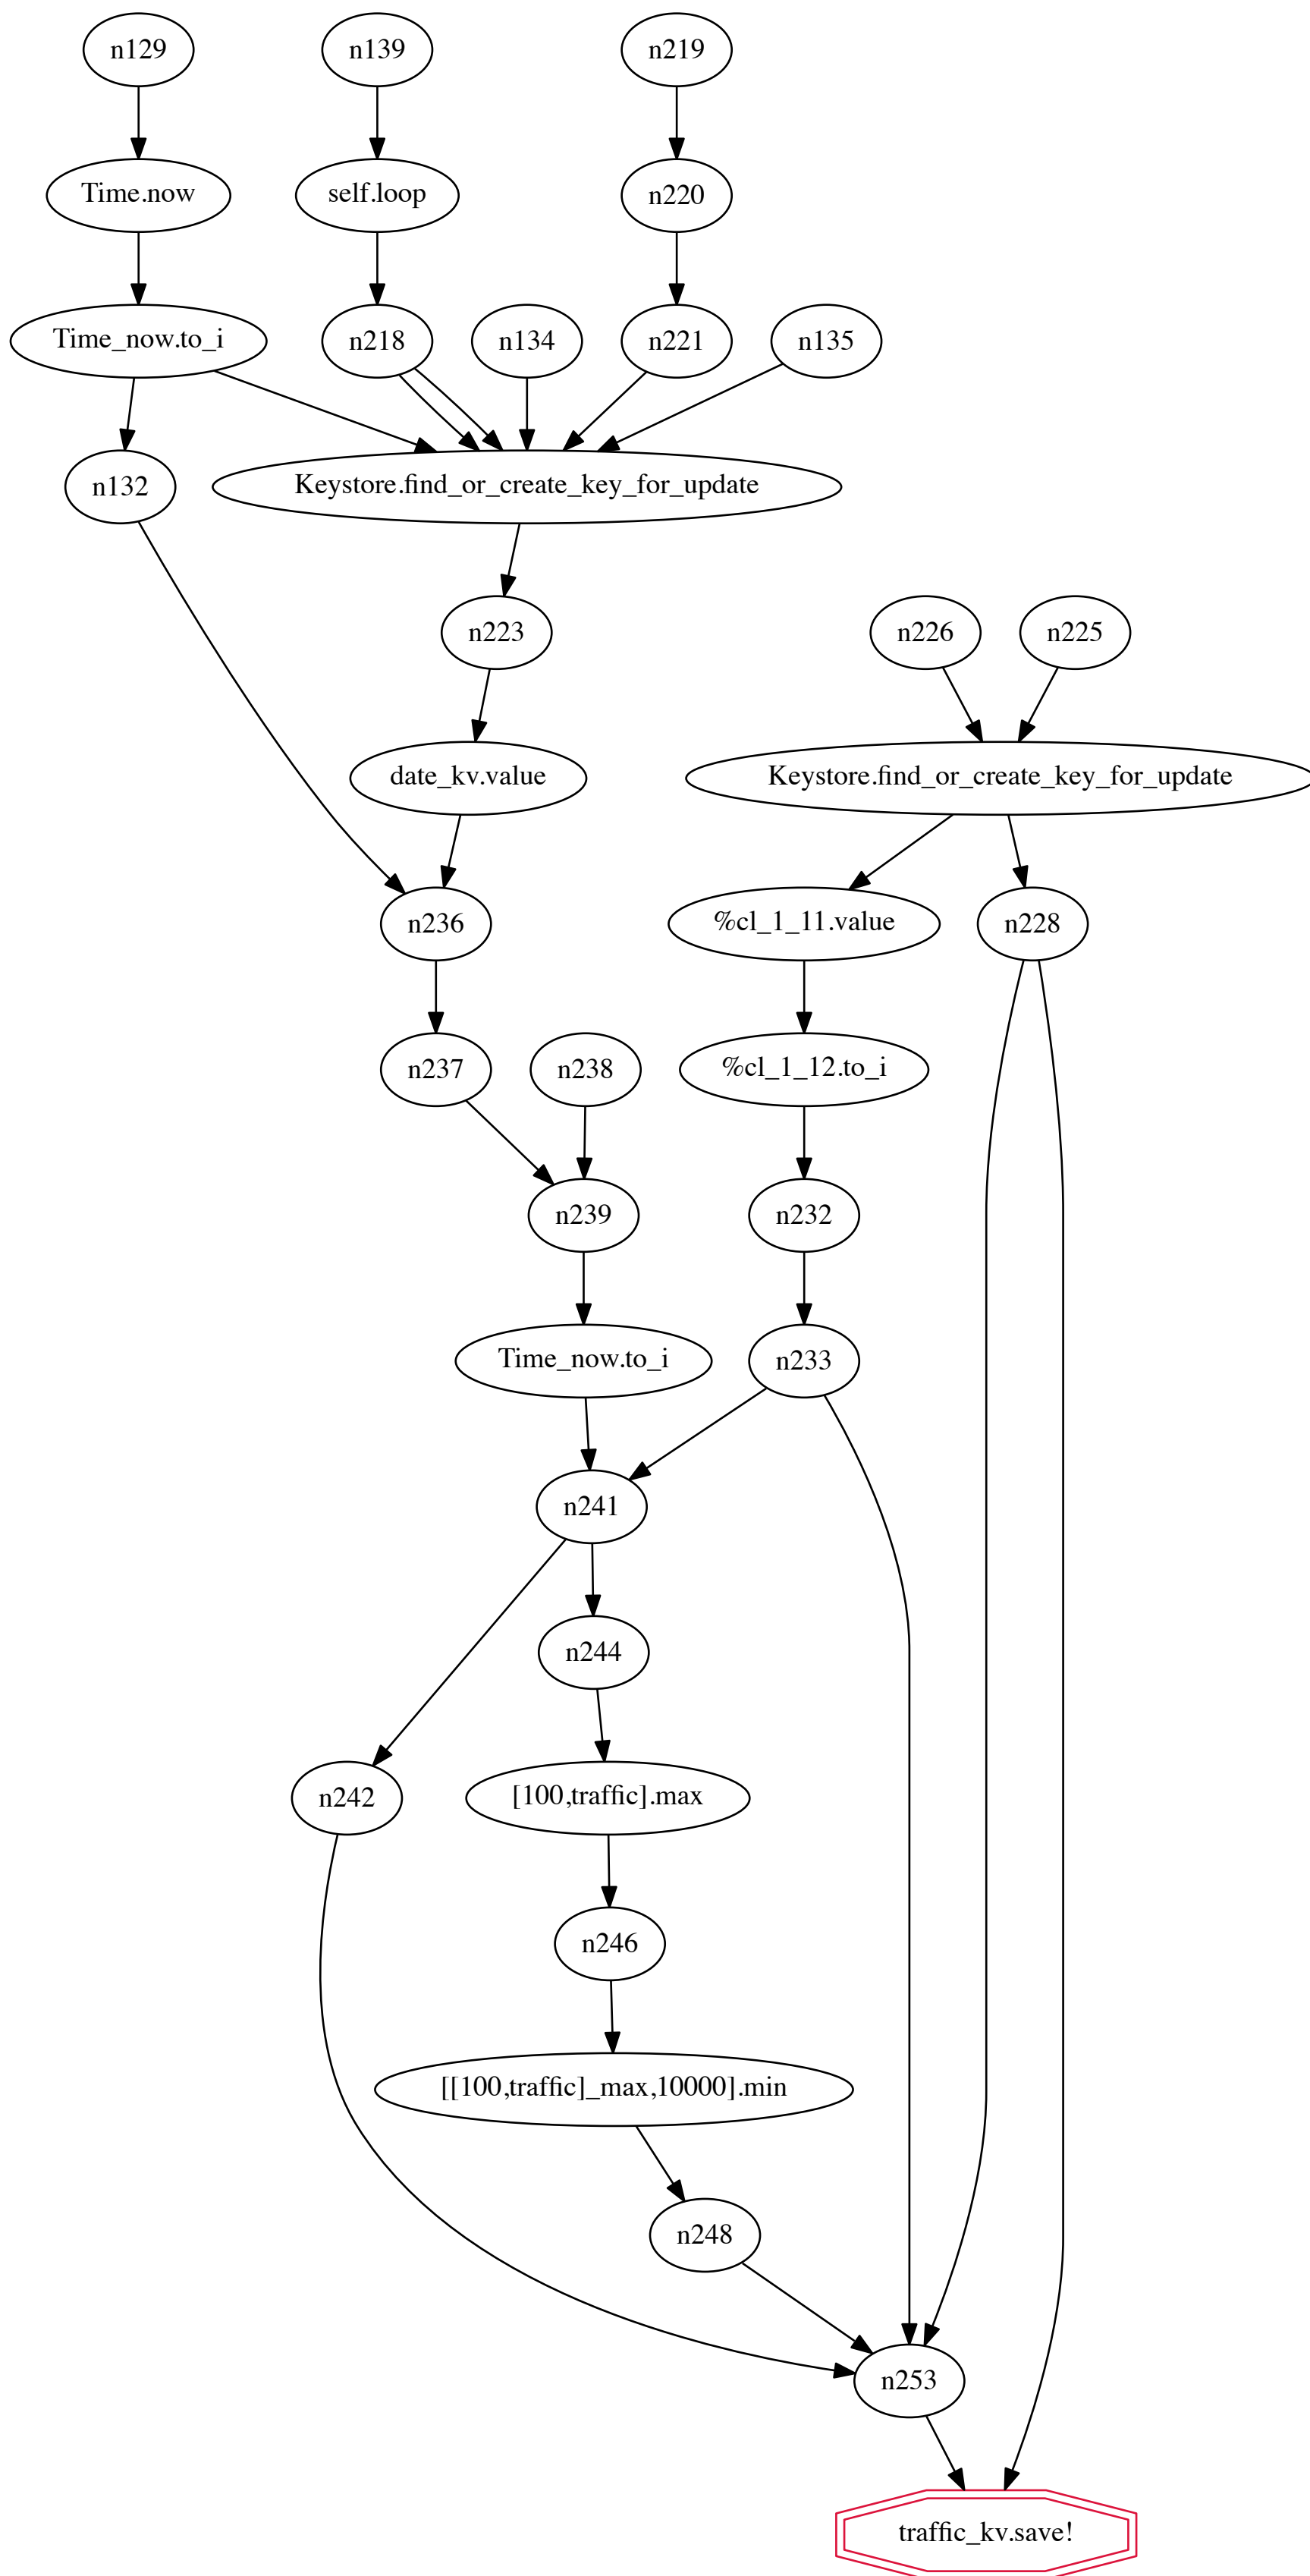 n129
n139
n219
Time.now
self.loop
n220
Time_now.to_i
n218
n134
n221
n135
n132
Keystore.find_or_create_key_for_update
n223
n226
n225
date_kv.value
Keystore.find_or_create_key_for_update
n236
%cl_1_11.value
n228
n237
n238
%cl_1_12.to_i
n239
n232
Time_now.to_i
n233
n241
n244
n242
[100,traffic].max
n246
[[100,traffic]_max,10000].min
n248
n253
traffic_kv.save!